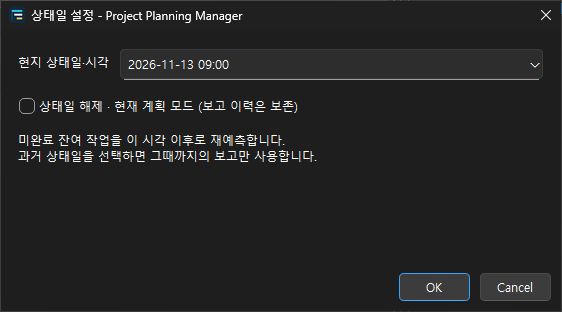 상태일 설정 - Project Planning Manager
현지 상태일·시각
2026-11-13 09:00
상태일 해제 · 현재 계획 모드 (보고 이력은 보존)
미완료 잔여 작업을 이 시각 이후로 재예측합니다.
과거 상태일을 선택하면 그때까지의 보고만 사용합니다.
OK
Cancel